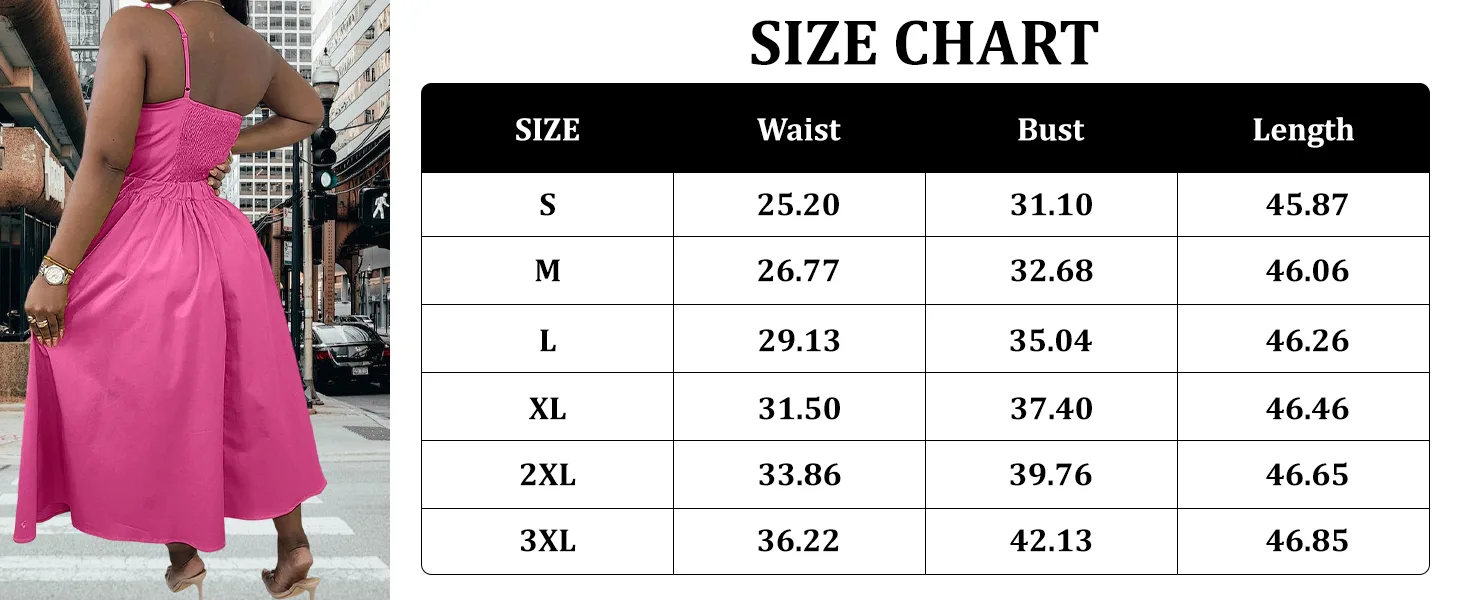 SIZE CHART
SIZE Waist Bust Length
S 25.20 31.10 45.87
M 26.77 32.68 46.06
L 29.13 35.04 46.26
XL 31.50 37.40 46.46
2XL 33.86 39.76 46.65
3XL 36.22 42.13 46.85